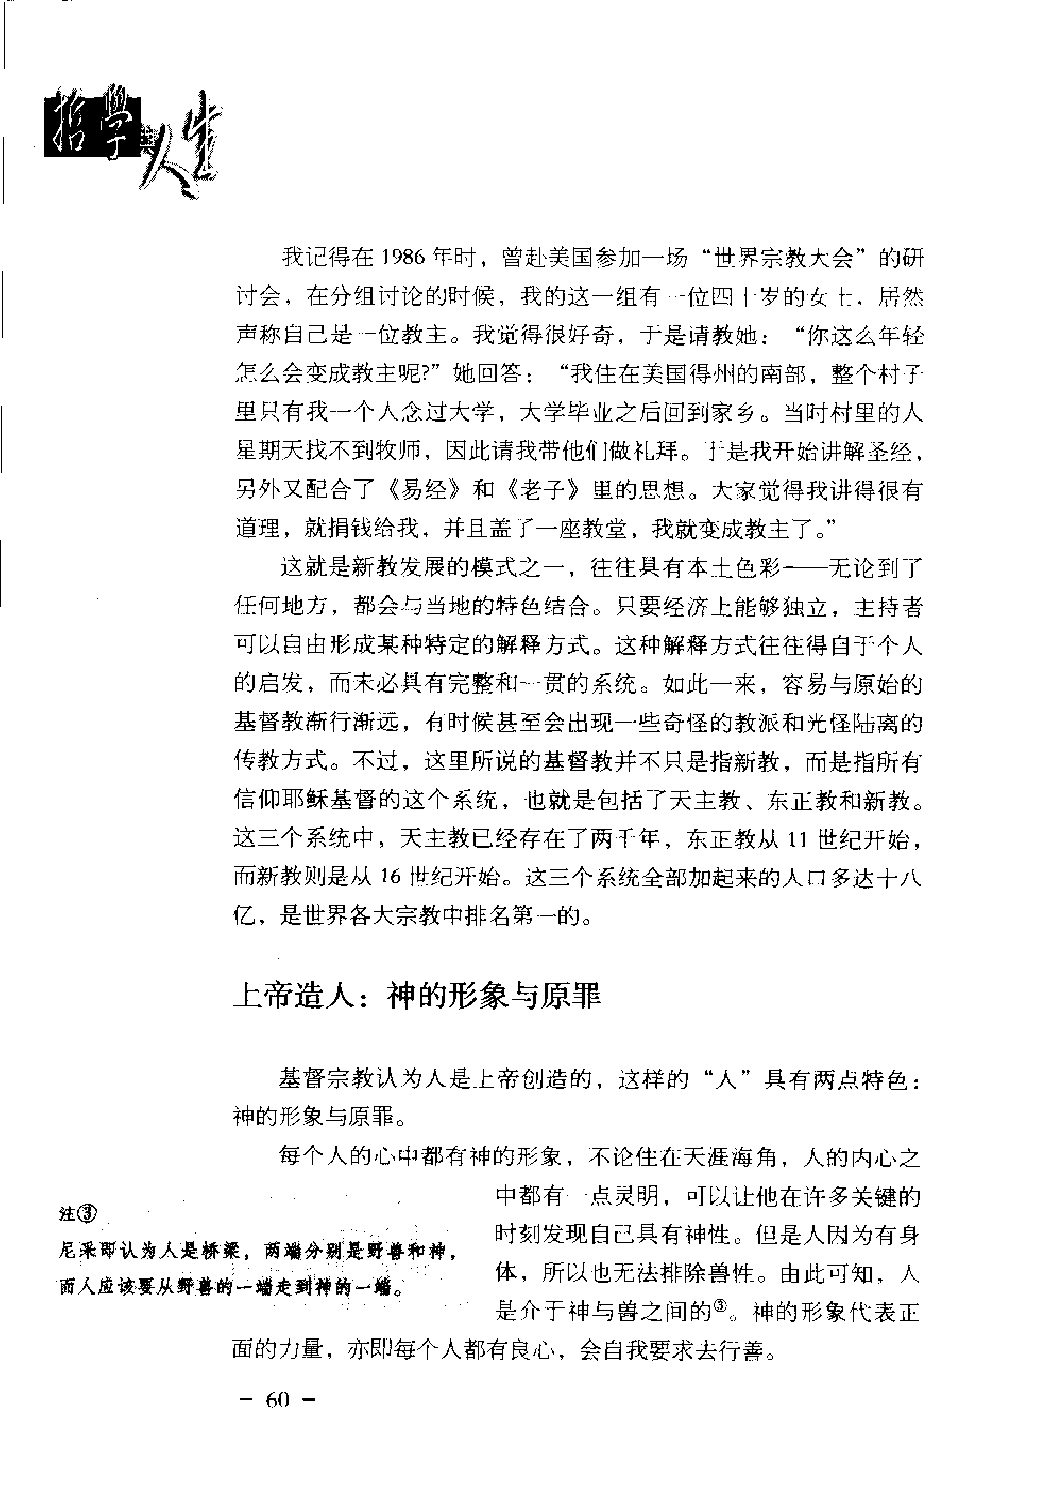 哲學與人生
我记得在 1986 年时，曾赴美国参加一场“世界宗教大会”的研
讨会，在分组讨论的时候，我的这一组有一位四十岁的女士，居然
声称自己是一位教主。我觉得很好奇，于是请教她：“你这么年轻
怎么会变成教主呢?”她回答：“我住在美国得州的南部，整个村子
里只有我一个人念过大学，大学毕业之后回到家乡。当时村里的人
星期天找不到牧师，因此请我带他们做礼拜。于是我开始讲解圣经，
另外又配合了《易经》和《老子》里的思想。大家觉得我讲得很有
道理，就捐钱给我，并且盖了一座教堂，我就变成教主了。”
这就是新教发展的模式之一，往往具有本土色彩——无论到了
任何地方，都会与当地的特色结合。只要经济上能够独立，主持者
可以自由形成某种特定的解释方式。这种解释方式往往得自于个人
的启发，而未必具有完整和一贯的系统。如此一来，容易与原始的
基督教渐行渐远，有时候甚至会出现一些奇怪的教派和光怪陆离的
传教方式。不过，这里所说的基督教并不只是指新教，而是指所有
信仰耶稣基督的这个系统，也就是包括了天主教、东正教和新教。
这三个系统中，天主教已经存在了两千年，东正教从 11 世纪开始，
而新教则是从 16 世纪开始。这三个系统全部加起来的人口多达十八
亿，是世界各大宗教中排名第一的。
上帝造人：神的形象与原罪
基督宗教认为人是上帝创造的，这样的“人”具有两点特色：
神的形象与原罪。
每个人的心中都有神的形象，不论住在天涯海角，人的内心之
中都有一点灵明，可以让他在许多关键的
时刻发现自己具有神性。但是人因为有身
体，所以也无法排除兽性。由此可知，人
是介于神与兽之间的③。神的形象代表正
面的力量，亦即每个人都有良心，会自我要求去行善。
注③
尼采即认为人是桥梁，两端分别是野兽和神，
而人应该要从野兽的一端走到神的一端。
- 60 -